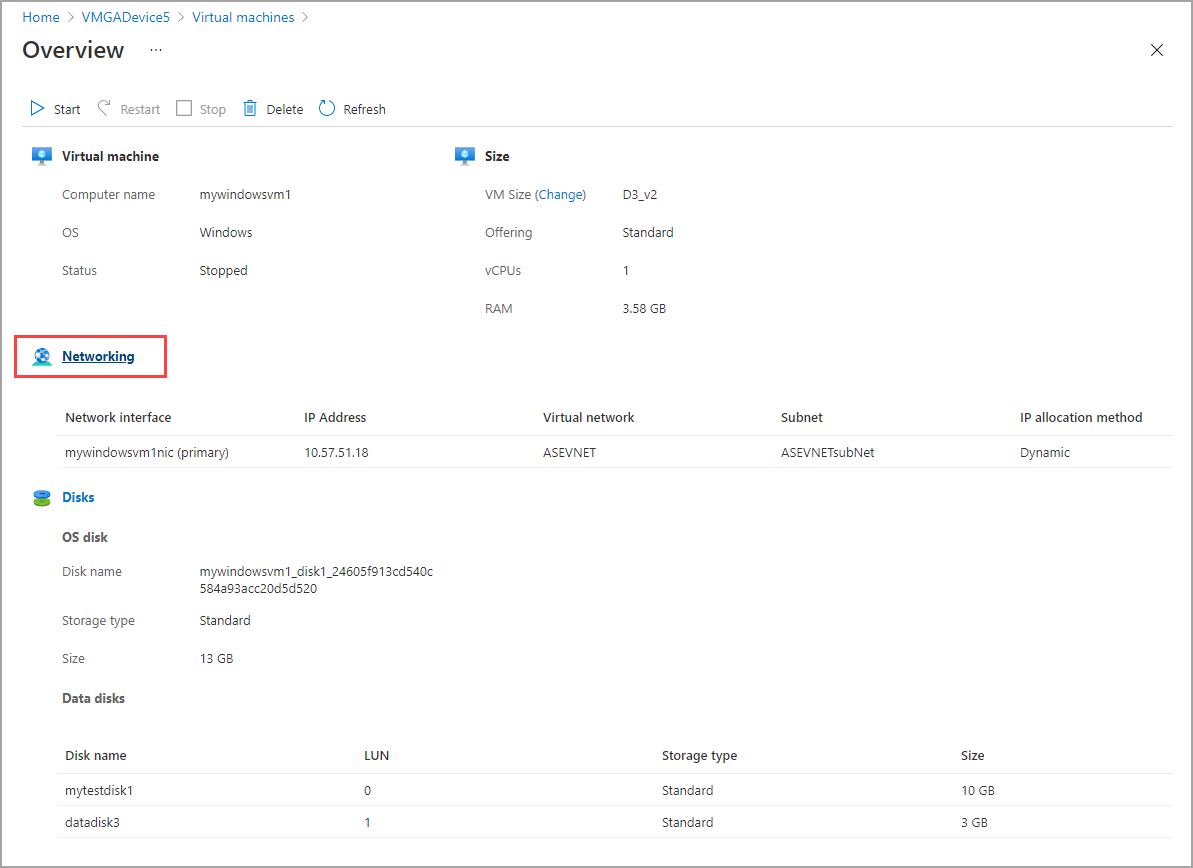 Home > VMGADevice5 > Virtual machines >
Overview ...
Start Restart Stop Delete Refresh
Virtual machine Size
Computer name mywindowsvm1 VM Size (Change) D3_v2
OS Windows Offering Standard
Status Stopped vCPUs 1
RAM 3.58 GB
Networking
Network interface IP Address Virtual network Subnet IP allocation method
mywindowsvm1nic (primary) 10.57.51.18 ASEVNET ASEVNETsubNet Dynamic
Disks
OS disk
Disk name mywindowsvm1_disk1_24605f913cd540c
584a93acc20d5d520
Storage type Standard
Size 13 GB
Data disks
Disk name LUN Storage type Size
mytestdisk1 0 Standard 10 GB
datadisk3 1 Standard 3 GB